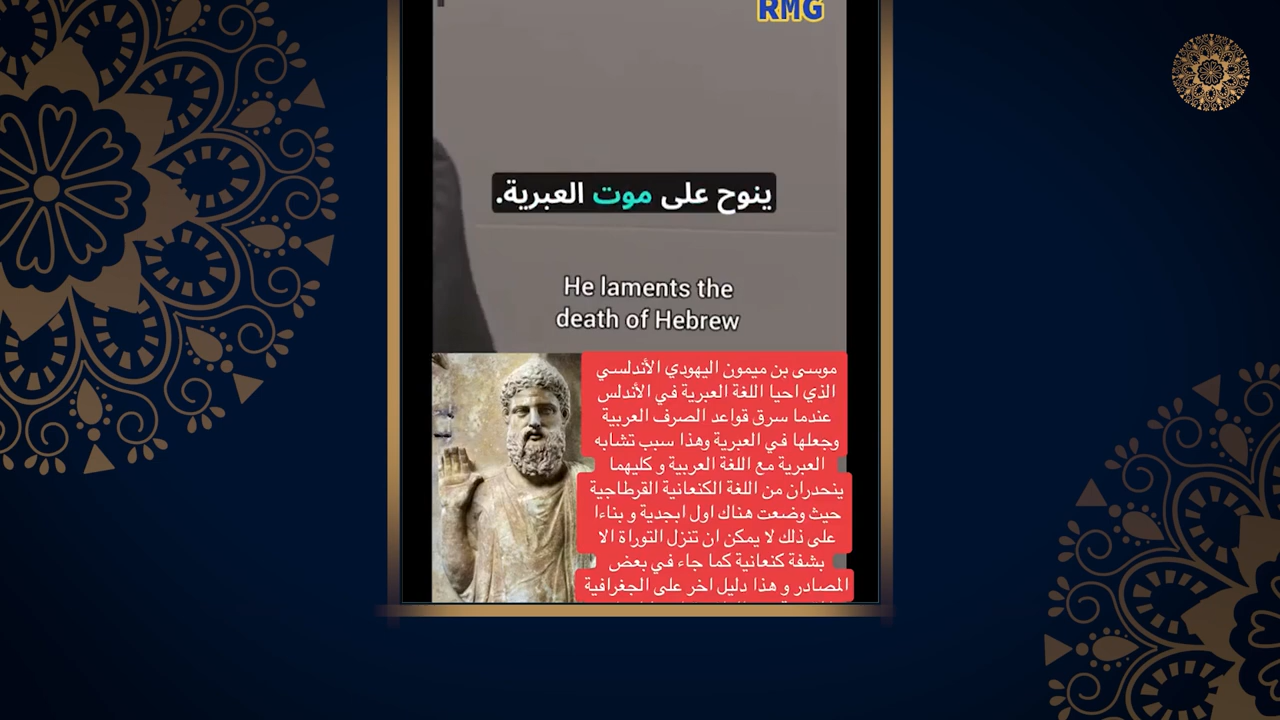 RMG
ينوح على موت العبرية.
He laments the
death of Hebrew
موسى بن ميمون اليهودي الأندلسي
الذي احيا اللغة العبرية في الأندلس
عندما سرق قواعد الصرف العربية
وجعلها في العبرية وهذا سبب تشابه
العبرية مع اللغة العربية و كليهما
ينحدران من اللغة الكنعانية القرطاجية
حيث وضعت هناك اول ابجدية و بناءا
على ذلك لا يمكن ان تنزل التوراة الا
بشفة كنعانية كما جاء في بعض
المصادر و هذا دليل اخر على الجغرافية